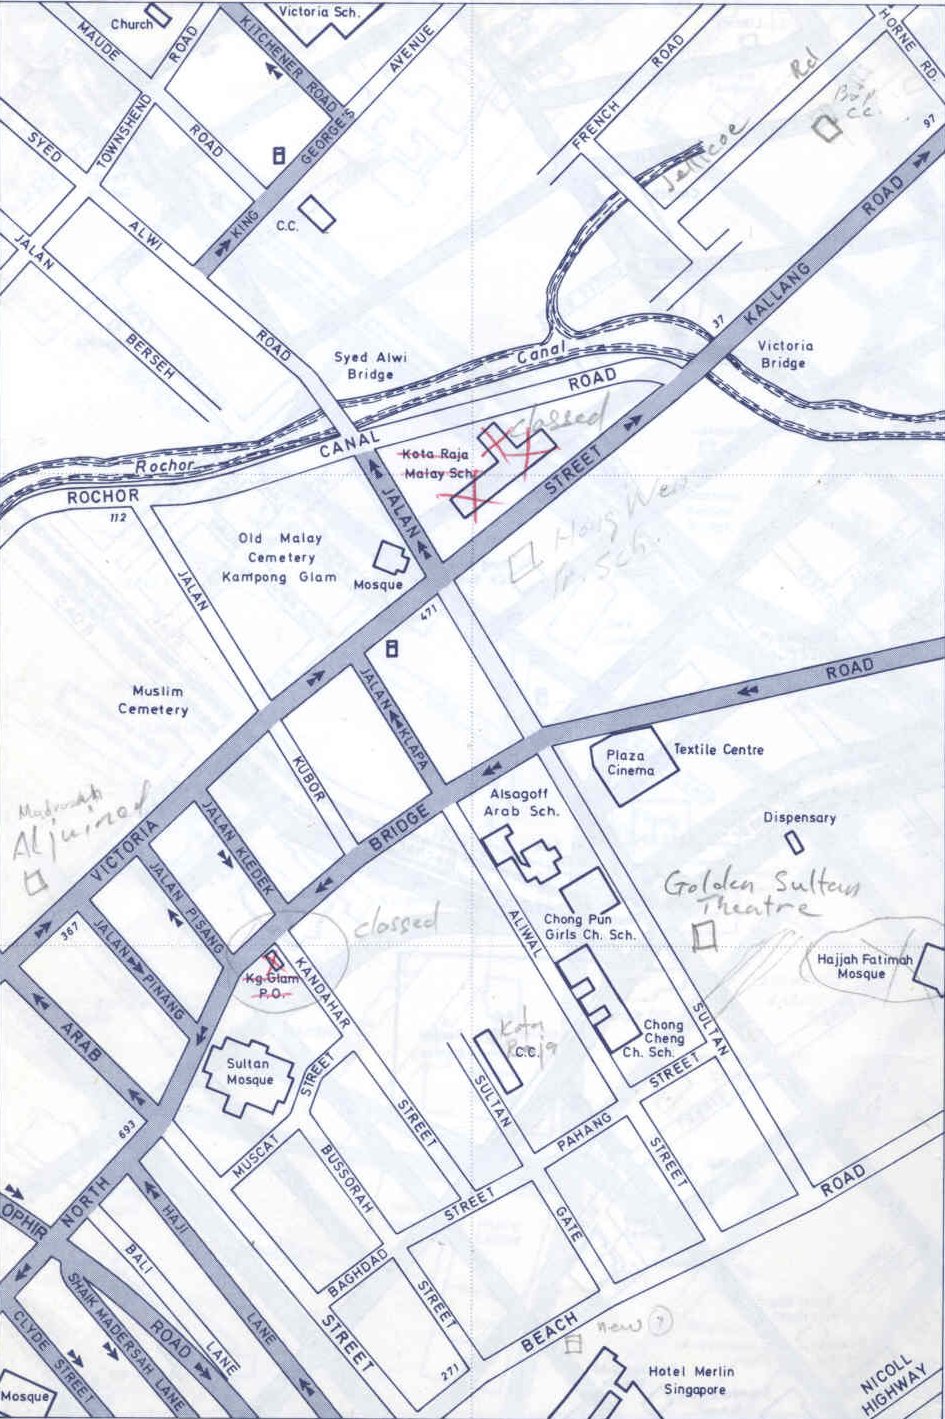 Church
Victoria Sch.
MAUDE
ROAD
KITCHENER ROAD
AVENUE
ROAD
HORNE RD.
SYED
TOWNSHEND
ROAD
KING GEORGE'S
FRENCH
Jellicoe Rd
C.C.
97
C.C.
ALWI
JALAN
BERSEH
ROAD
ROAD
KALLANG
37
Syed Alwi
Bridge
Canal
Victoria
Bridge
ROAD
CANAL
classed
Kota Raja
Malay Sch.
Rochor
ROCHOR
112
STREET
JALAN
Old Malay
Cemetery
Kampong Glam
Mosque
JALAN
Hong Wen
Pr. Sch.
471
Muslim
Cemetery
JALAN KLAPA
ROAD
KUBOR
Plaza
Cinema
Textile Centre
Madrasah
Aljunied
Alsagoff
Arab Sch.
BRIDGE
VICTORIA
JALAN KLEDEK
Dispensary
JALAN PISANG
Golden Sultan
Theatre
classed
367
JALAN PINANG
ALIWAL
Chong Pun
Girls Ch. Sch.
Kg Glam
P.O.
KANDAHAR
Hajjah Fatimah
Mosque
ARAB
SULTAN
Kota
Raja
C.C.
Chong
Cheng
Ch. Sch.
Sultan
Mosque
STREET
STREET
SULTAN
STREET
693
MUSCAT
BUSSORAH
PAHANG
STREET
ROAD
NORTH
OPHIR
HAJI
STREET
GATE
BALI
BAGHDAD
SHAIK MADERSAH LANE
ROAD
LANE
LANE
STREET
STREET
BEACH
new ?
CLYDE STREET
271
Hotel Merlin
Singapore
Mosque
NICOLL
HIGHWAY